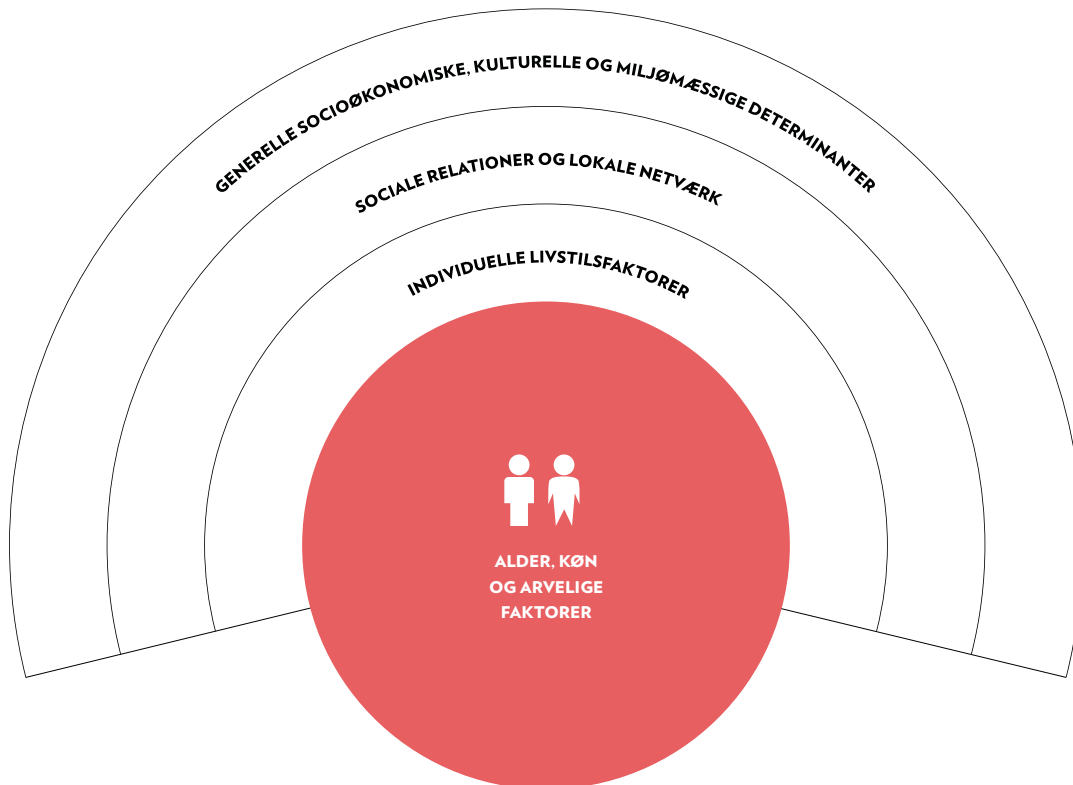 GENERELLE SOCIOØKONOMISKE, KULTURELLE OG MILJØMÆSSIGE DETERMINANTER
SOCIALE RELATIONER OG LOKALE NETVÆRK
INDIVIDUELLE LIVSTILSFAKTORER
ALDER, KØN
OG ARVELIGE
FAKTORER